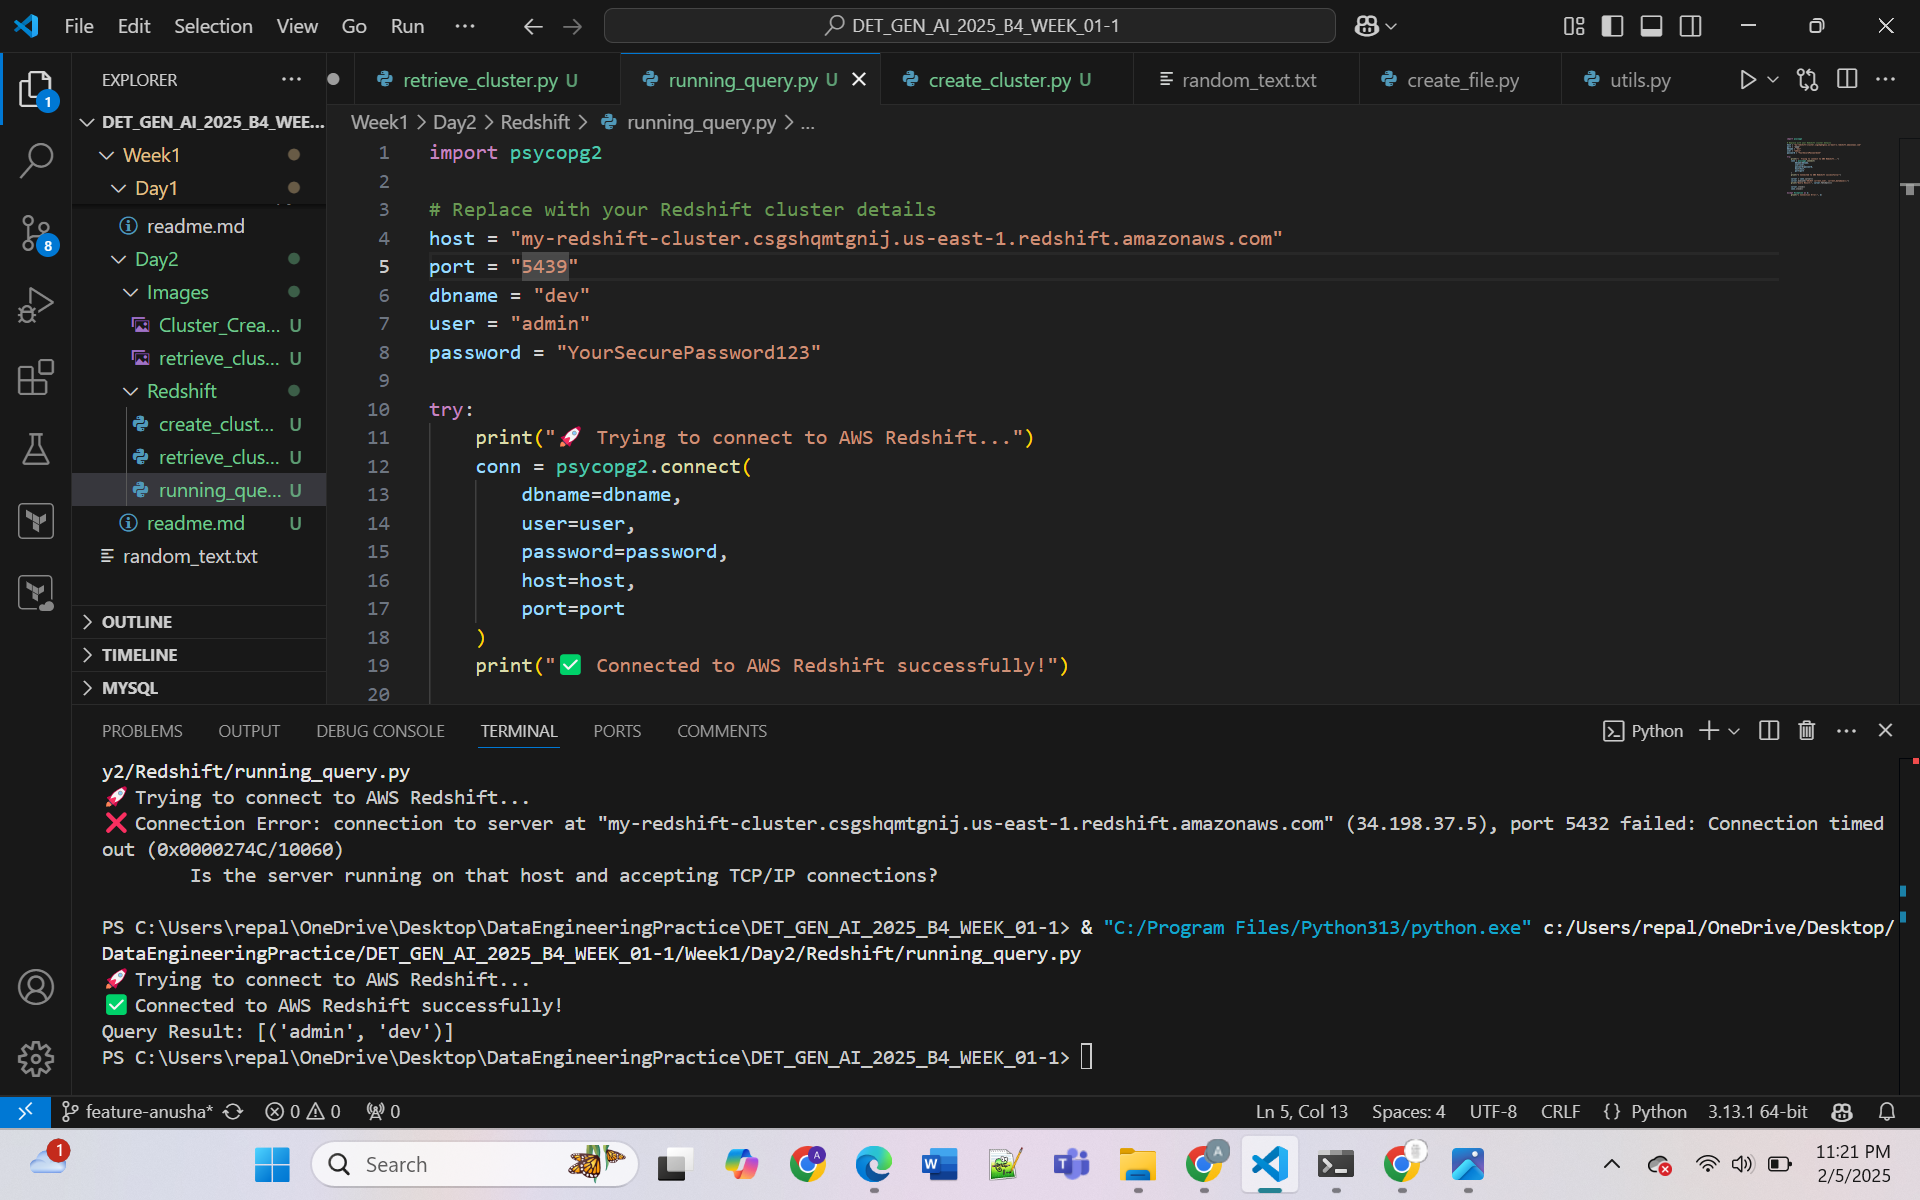 File Edit Selection View Go Run ... DET_GEN_AI_2025_B4_WEEK_01-1
1
8
EXPLORER
DET_GEN_AI_2025_B4_WEE...
Week1
Day1
readme.md
Day2
Images
Cluster_Crea... U
retrieve_clus... U
Redshift
create_clust... U
retrieve_clus... U
running_que... U
readme.md U
random_text.txt
OUTLINE
TIMELINE
MYSQL
retrieve_cluster.py U running_query.py U create_cluster.py U random_text.txt create_file.py utils.py
Week1 > Day2 > Redshift > running_query.py > ...
1 import psycopg2
2
3 # Replace with your Redshift cluster details
4 host = "my-redshift-cluster.csgshqmtgnij.us-east-1.redshift.amazonaws.com"
5 port = "5439"
6 dbname = "dev"
7 user = "admin"
8 password = "YourSecurePassword123"
9
10 try:
11 print("🚀 Trying to connect to AWS Redshift...")
12 conn = psycopg2.connect(
13 dbname=dbname,
14 user=user,
15 password=password,
16 host=host,
17 port=port
18 )
19 print("✅ Connected to AWS Redshift successfully!")
20
PROBLEMS OUTPUT DEBUG CONSOLE TERMINAL PORTS COMMENTS Python
y2/Redshift/running_query.py
🚀 Trying to connect to AWS Redshift...
❌ Connection Error: connection to server at "my-redshift-cluster.csgshqmtgnij.us-east-1.redshift.amazonaws.com" (34.198.37.5), port 5432 failed: Connection timed
out (0x0000274C/10060)
Is the server running on that host and accepting TCP/IP connections?
PS C:\Users\repal\OneDrive\Desktop\DataEngineeringPractice\DET_GEN_AI_2025_B4_WEEK_01-1> & "C:/Program Files/Python313/python.exe" c:/Users/repal/OneDrive/Desktop/
DataEngineeringPractice/DET_GEN_AI_2025_B4_WEEK_01-1/Week1/Day2/Redshift/running_query.py
🚀 Trying to connect to AWS Redshift...
✅ Connected to AWS Redshift successfully!
Query Result: [('admin', 'dev')]
PS C:\Users\repal\OneDrive\Desktop\DataEngineeringPractice\DET_GEN_AI_2025_B4_WEEK_01-1>
feature-anusha* 0 0 0 Ln 5, Col 13 Spaces: 4 UTF-8 CRLF {} Python 3.13.1 64-bit
1 Search 11:21 PM
2/5/2025